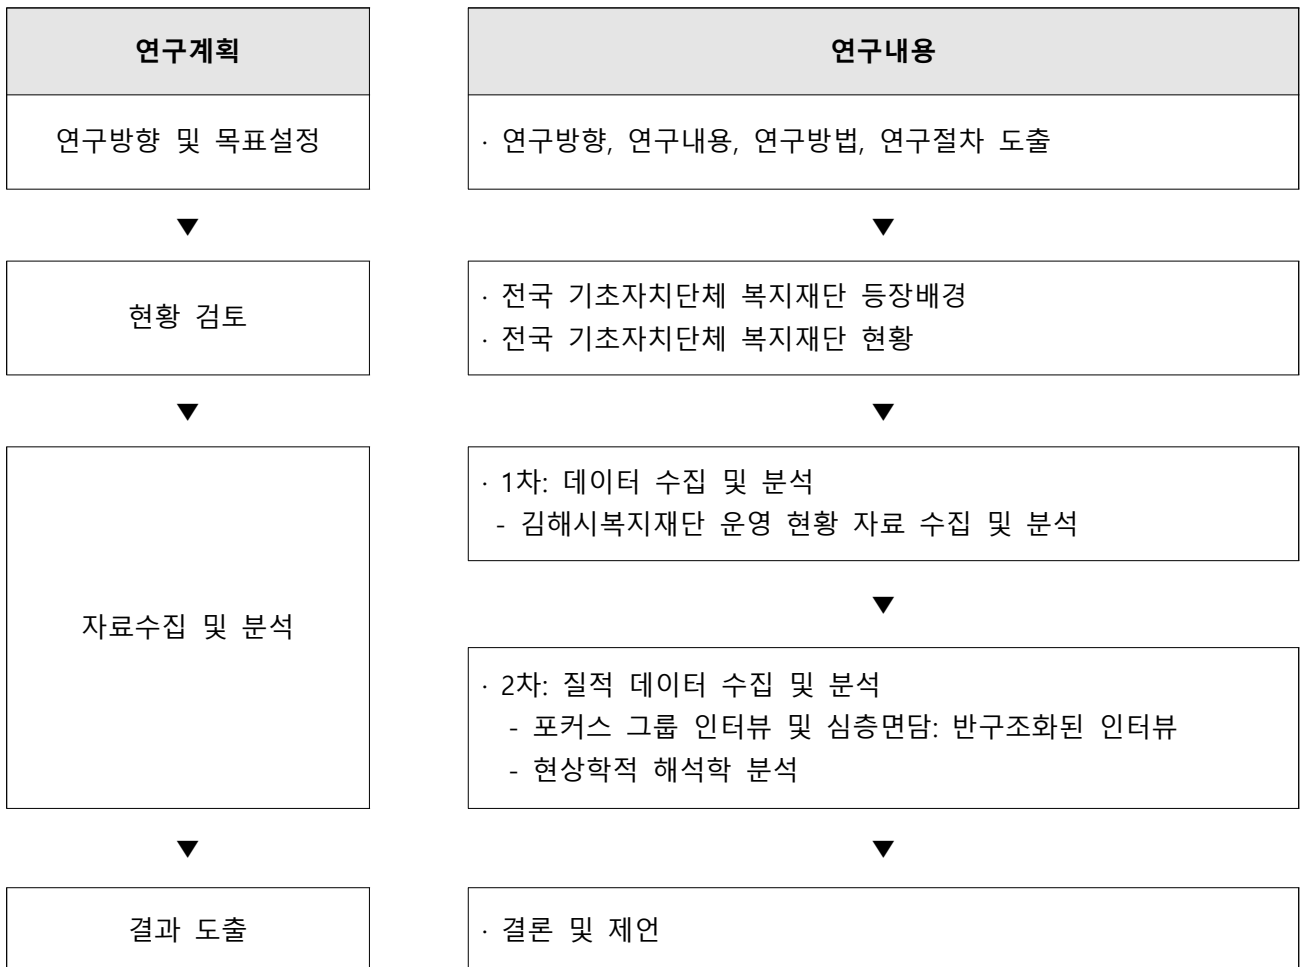 연구계획
연구내용
연구방향 및 목표설정
· 연구방향, 연구내용, 연구방법, 연구절차 도출
▼
▼
현황 검토
· 전국 기초자치단체 복지재단 등장배경
· 전국 기초자치단체 복지재단 현황
▼
▼
자료수집 및 분석
· 1차: 데이터 수집 및 분석
- 김해시복지재단 운영 현황 자료 수집 및 분석
▼
· 2차: 질적 데이터 수집 및 분석
- 포커스 그룹 인터뷰 및 심층면담: 반구조화된 인터뷰
- 현상학적 해석학 분석
▼
▼
결과 도출
· 결론 및 제언